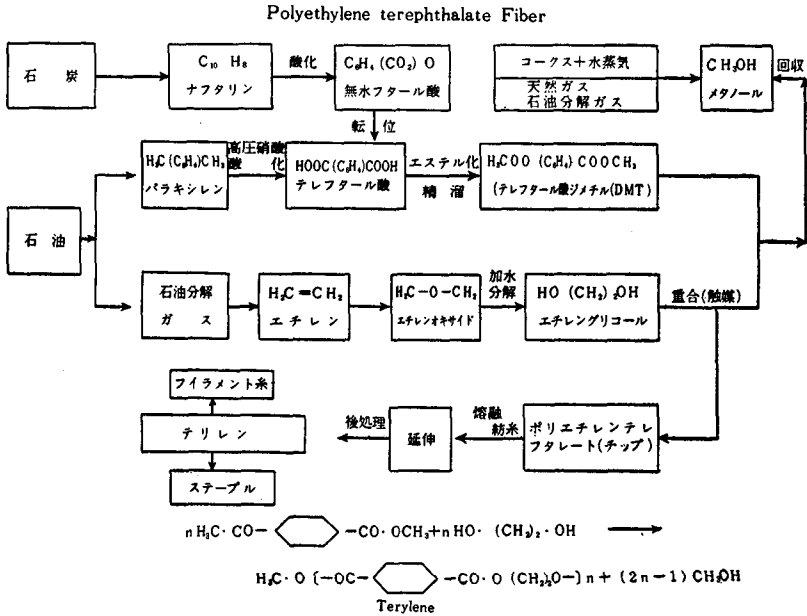 Polyethylene terephthalate Fiber
石 炭
C₁₀ H₈
ナフタリン
酸化
C₆H₄ (CO₂) O
無水フタール酸
コークス+水蒸気
天然ガス
石油分解ガス
CH₃OH
メタノール
回収
転 位
H₃C(C₆H₄)CH₃
パラキシレン
高圧硝酸
酸 化
HOOC(C₆H₄)COOH
テレフタール酸
エステル化
精 溜
H₃COO (C₆H₄) COOCH₃
(テレフタール酸ジメチル(DMT)
石 油
石油分解
ガ ス
H₂C=CH₂
エチレン
H₂C-O-CH₂
エチレンオキサイド
加水
分解
HO (CH₂)₂OH
エチレングリコール
重合(触媒)
フイラメント糸
テリレン
ステープル
後処理
延伸
熔融
紡糸
ポリエチレンテレ
フタレート(チップ)
nH₃C·CO- -CO·OCH₃+nHO· (CH₂)₂·OH
H₃C·O [-OC- -CO·O (CH₂)₂O-]n+(2n-1) CH₃OH
Terylene